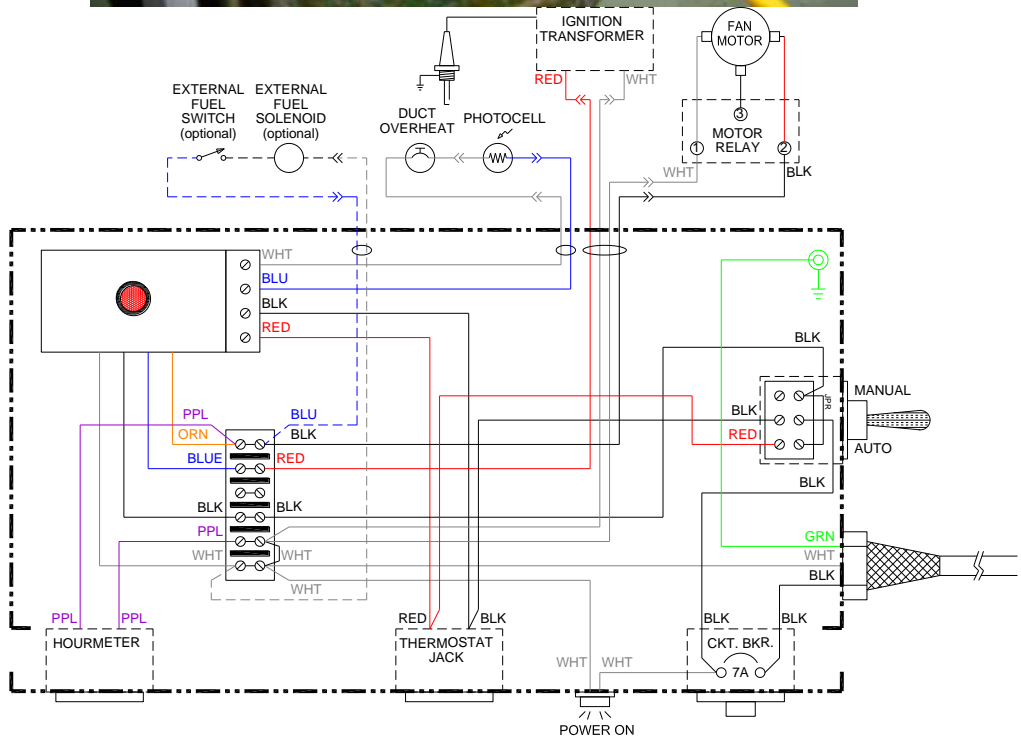 IGNITION
TRANSFORMER
FAN
MOTOR
RED
WHT
EXTERNAL
FUEL
SWITCH
(optional)
EXTERNAL
FUEL
SOLENOID
(optional)
DUCT
OVERHEAT
PHOTOCELL
3
MOTOR
RELAY
1
2
WHT
BLK
WHT
BLU
BLK
RED
BLK
MANUAL
JPR
AUTO
BLK
RED
BLK
PPL
BLU
ORN
BLK
BLUE
RED
BLK
BLK
PPL
WHT
WHT
WHT
GRN
WHT
BLK
PPL
PPL
HOURMETER
RED
BLK
THERMOSTAT
JACK
BLK
BLK
CKT. BKR.
7A
WHT
WHT
POWER ON